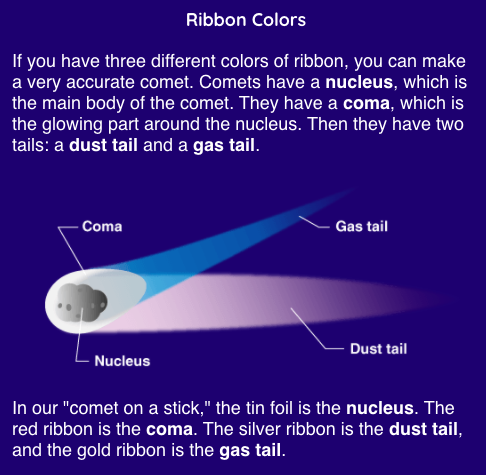 Ribbon Colors
If you have three different colors of ribbon, you can make
a very accurate comet. Comets have a nucleus, which is
the main body of the comet. They have a coma, which is
the glowing part around the nucleus. Then they have two
tails: a dust tail and a gas tail.
Coma
Gas tail
Nucleus
Dust tail
In our "comet on a stick," the tin foil is the nucleus. The
red ribbon is the coma. The silver ribbon is the dust tail,
and the gold ribbon is the gas tail.